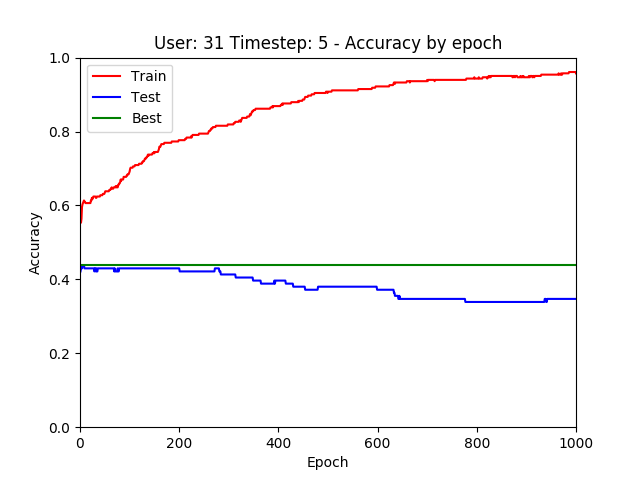 User: 31 Timestep: 5 - Accuracy by epoch
1.0
0.8
0.6
0.4
0.2
0.0
Accuracy
Train
Test
Best
0 200 400 600 800 1000
Epoch